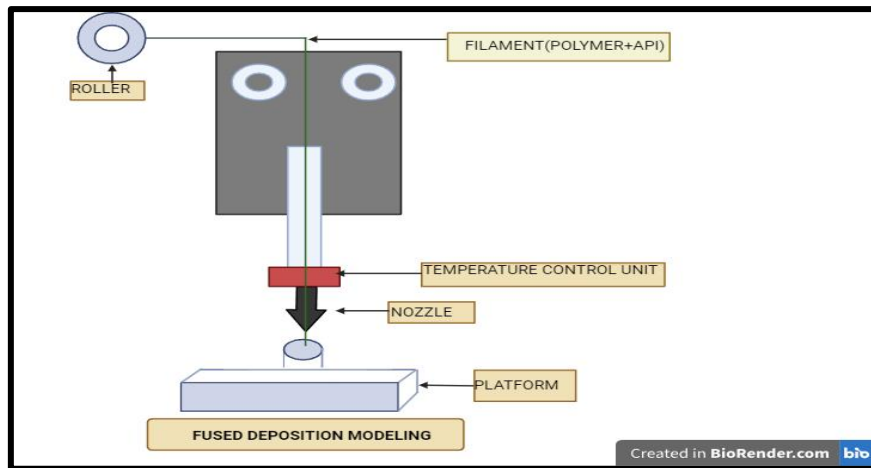 FILAMENT(POLYMER+API)
ROLLER
TEMPERATURE CONTROL UNIT
NOZZLE
PLATFORM
FUSED DEPOSITION MODELING
Created in BioRender.com bio